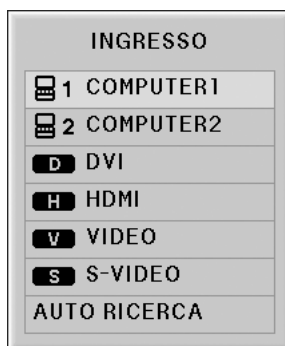 INGRESSO
1 COMPUTER1
2 COMPUTER2
D DVI
H HDMI
V VIDEO
S S-VIDEO
AUTO RICERCA